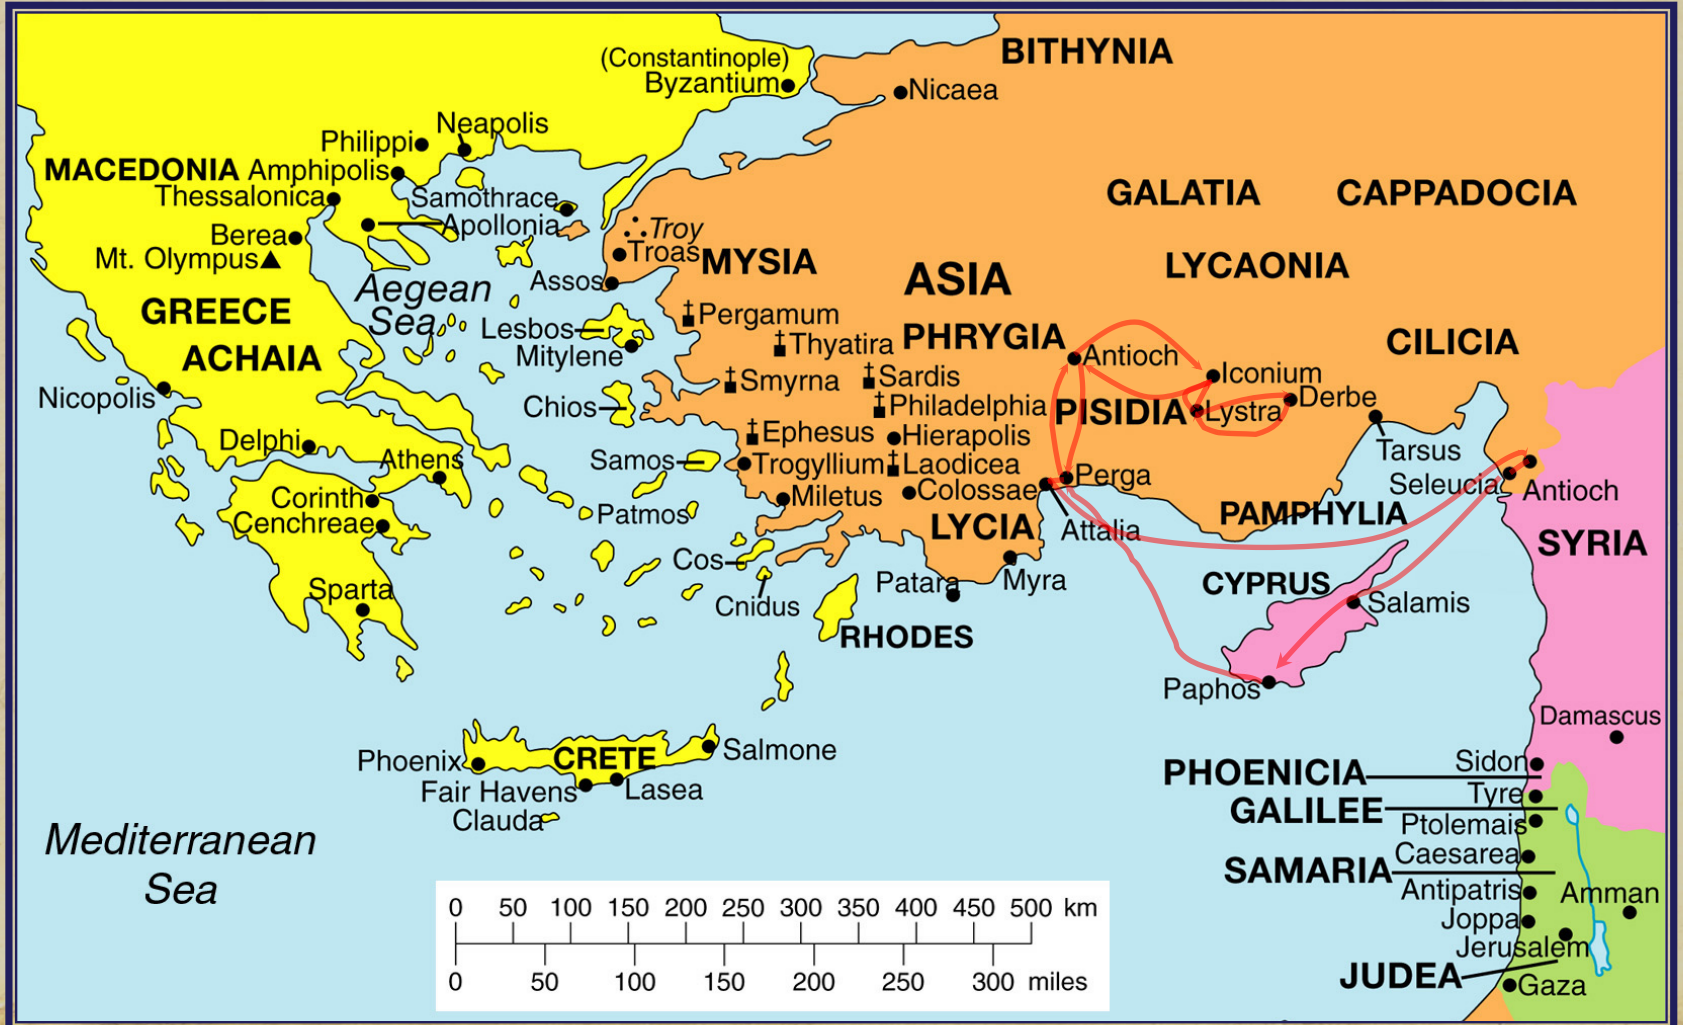 (Constantinople)
Byzantium
BITHYNIA
Nicaea
Neapolis
Philippi
MACEDONIA
Amphipolis
Thessalonica
Samothrace
Apollonia
Berea
Mt. Olympus
GALATIA
CAPPADOCIA
Troy
Troas
MYSIA
LYCAONIA
Aegean
Sea
Assos
ASIA
GREECE
ACHAIA
Pergamum
Lesbos
Mitylene
Thyatira
PHRYGIA
Antioch
CILICIA
Nicopolis
Smyrna
Sardis
Iconium
Chios
Philadelphia
PISIDIA
Lystra
Derbe
Delphi
Ephesus
Hierapolis
Athens
Samos
Trogyllium
Laodicea
Perga
Tarsus
Seleucia
Antioch
Corinth
Cenchreae
Miletus
Colossae
Patmos
LYCIA
Attalia
PAMPHYLIA
SYRIA
Cos
Sparta
Cnidus
Patara
Myra
CYPRUS
Salamis
RHODES
Paphos
Damascus
Phoenix
CRETE
Salmone
Fair Havens
Lasea
Clauda
PHOENICIA
Sidon
Tyre
GALILEE
Ptolemais
Caesarea
SAMARIA
Antipatris
Amman
Joppa
Jerusalem
JUDEA
Gaza
Mediterranean
Sea
0 50 100 150 200 250 300 350 400 450 500 km
0 50 100 150 200 250 300 miles